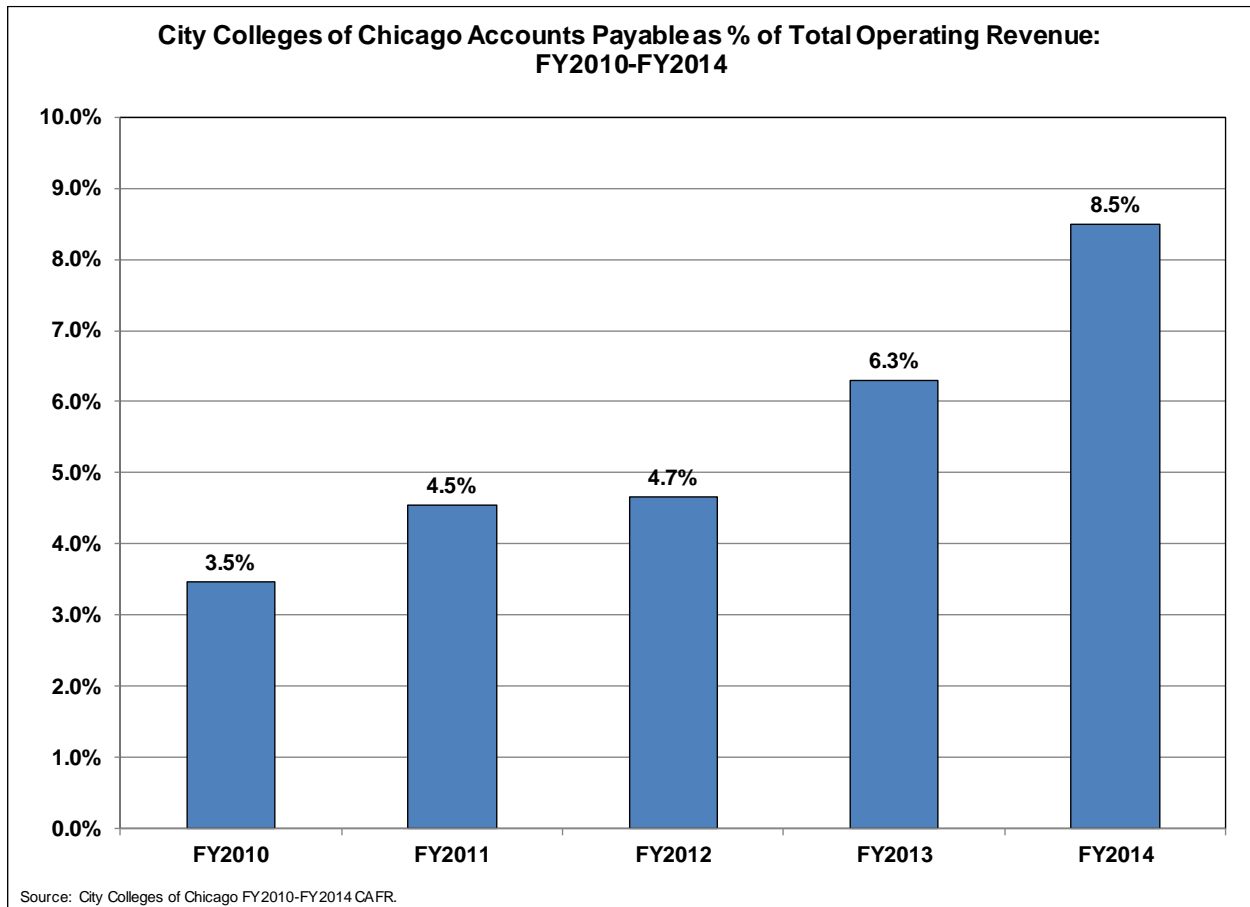 City Colleges of Chicago Accounts Payable as % of Total Operating Revenue:
FY2010-FY2014
10.0%
9.0%
8.0%
7.0%
6.0%
5.0%
4.0%
3.0%
2.0%
1.0%
0.0%
3.5%
4.5%
4.7%
6.3%
8.5%
FY2010
FY2011
FY2012
FY2013
FY2014
Source: City Colleges of Chicago FY2010-FY2014 CAFR.